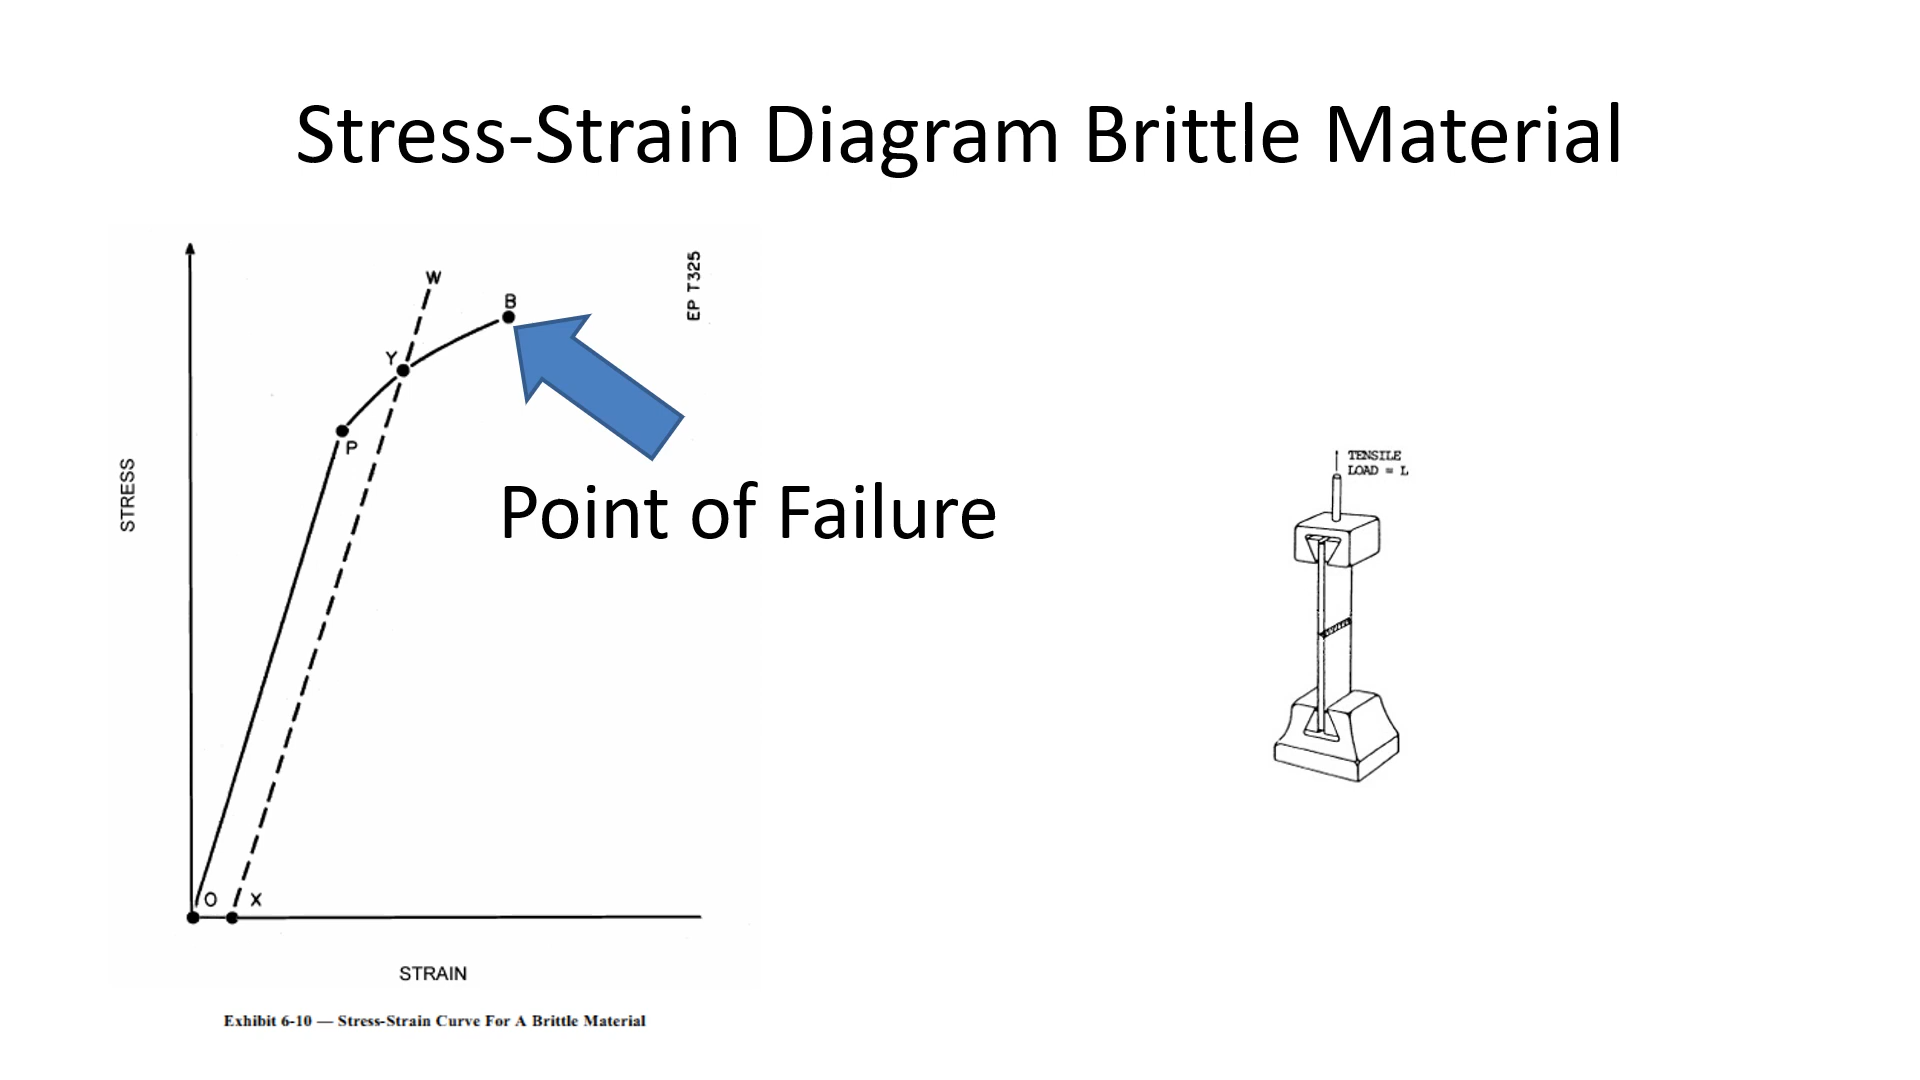 Stress-Strain Diagram Brittle Material
W
B
EP T325
Y
P
STRESS
Point of Failure
TENSILE
LOAD = L
O
X
STRAIN
Exhibit 6-10 — Stress-Strain Curve For A Brittle Material